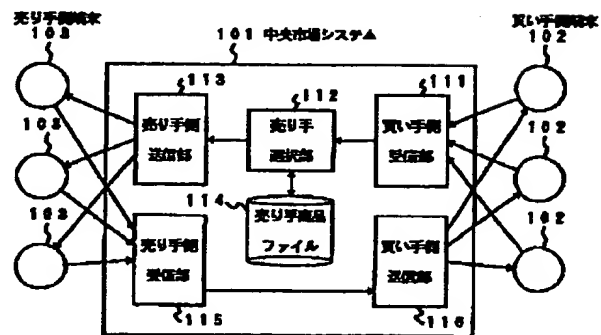 売り手側端末
買い手側端末
103
101 中央市場システム
102
113
112
111
売り手側
送信部
売り手
選択部
買い手側
受信部
103
102
114
売り手商品
ファイル
103
102
売り手側
受信部
買い手側
送信部
115
116